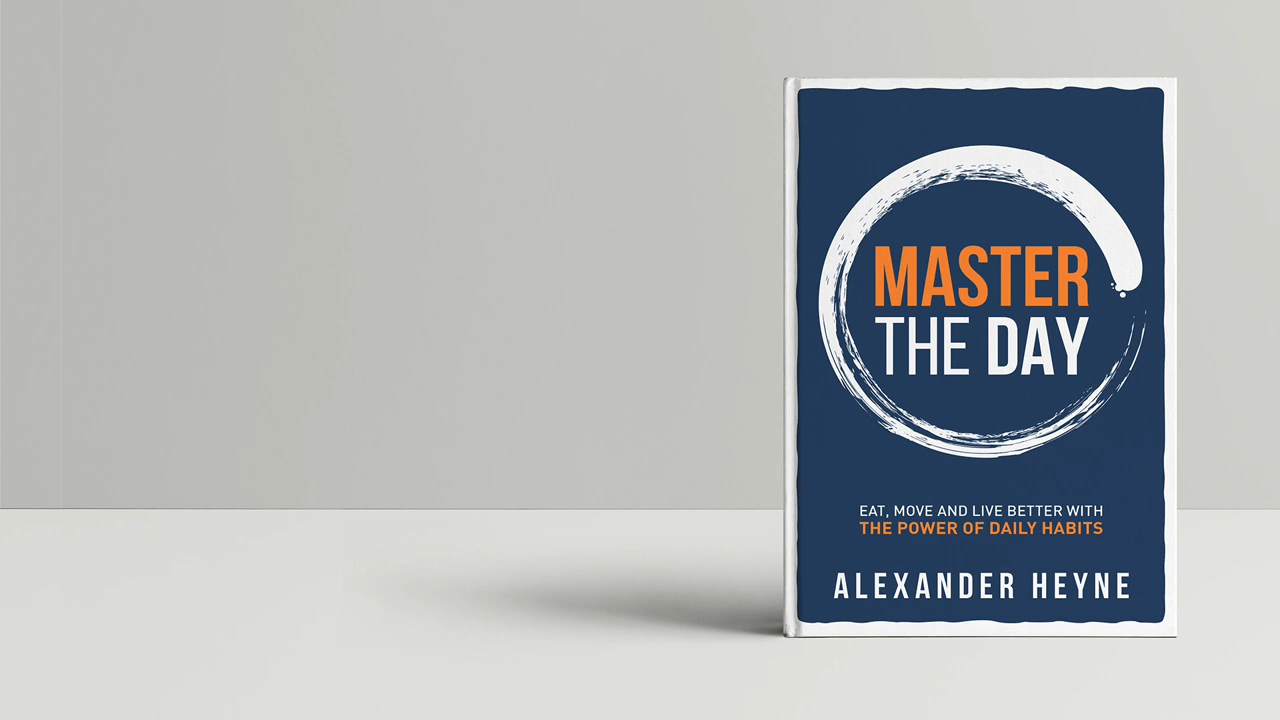 MASTER
THE DAY
EAT, MOVE AND LIVE BETTER WITH
THE POWER OF DAILY HABITS
ALEXANDER HEYNE